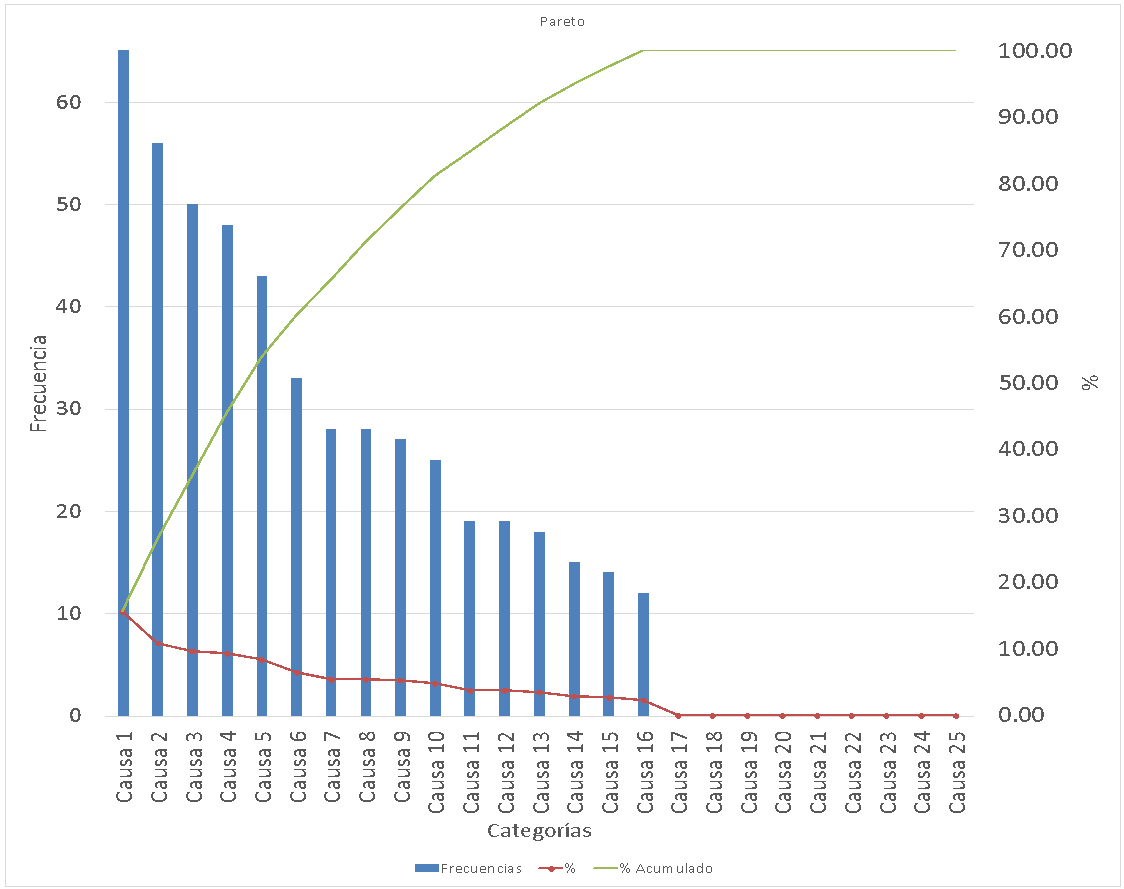 Pareto
100.00
60
90.00
80.00
50
70.00
40
60.00
Frecuencia
50.00
%
30
40.00
20
30.00
20.00
10
10.00
0
0.00
Causa 1
Causa 2
Causa 3
Causa 4
Causa 5
Causa 6
Causa 7
Causa 8
Causa 9
Causa 10
Causa 11
Causa 12
Causa 13
Causa 14
Causa 15
Causa 16
Causa 17
Causa 18
Causa 19
Causa 20
Causa 21
Causa 22
Causa 23
Causa 24
Causa 25
Categorías
Frecuencias % % Acumulado